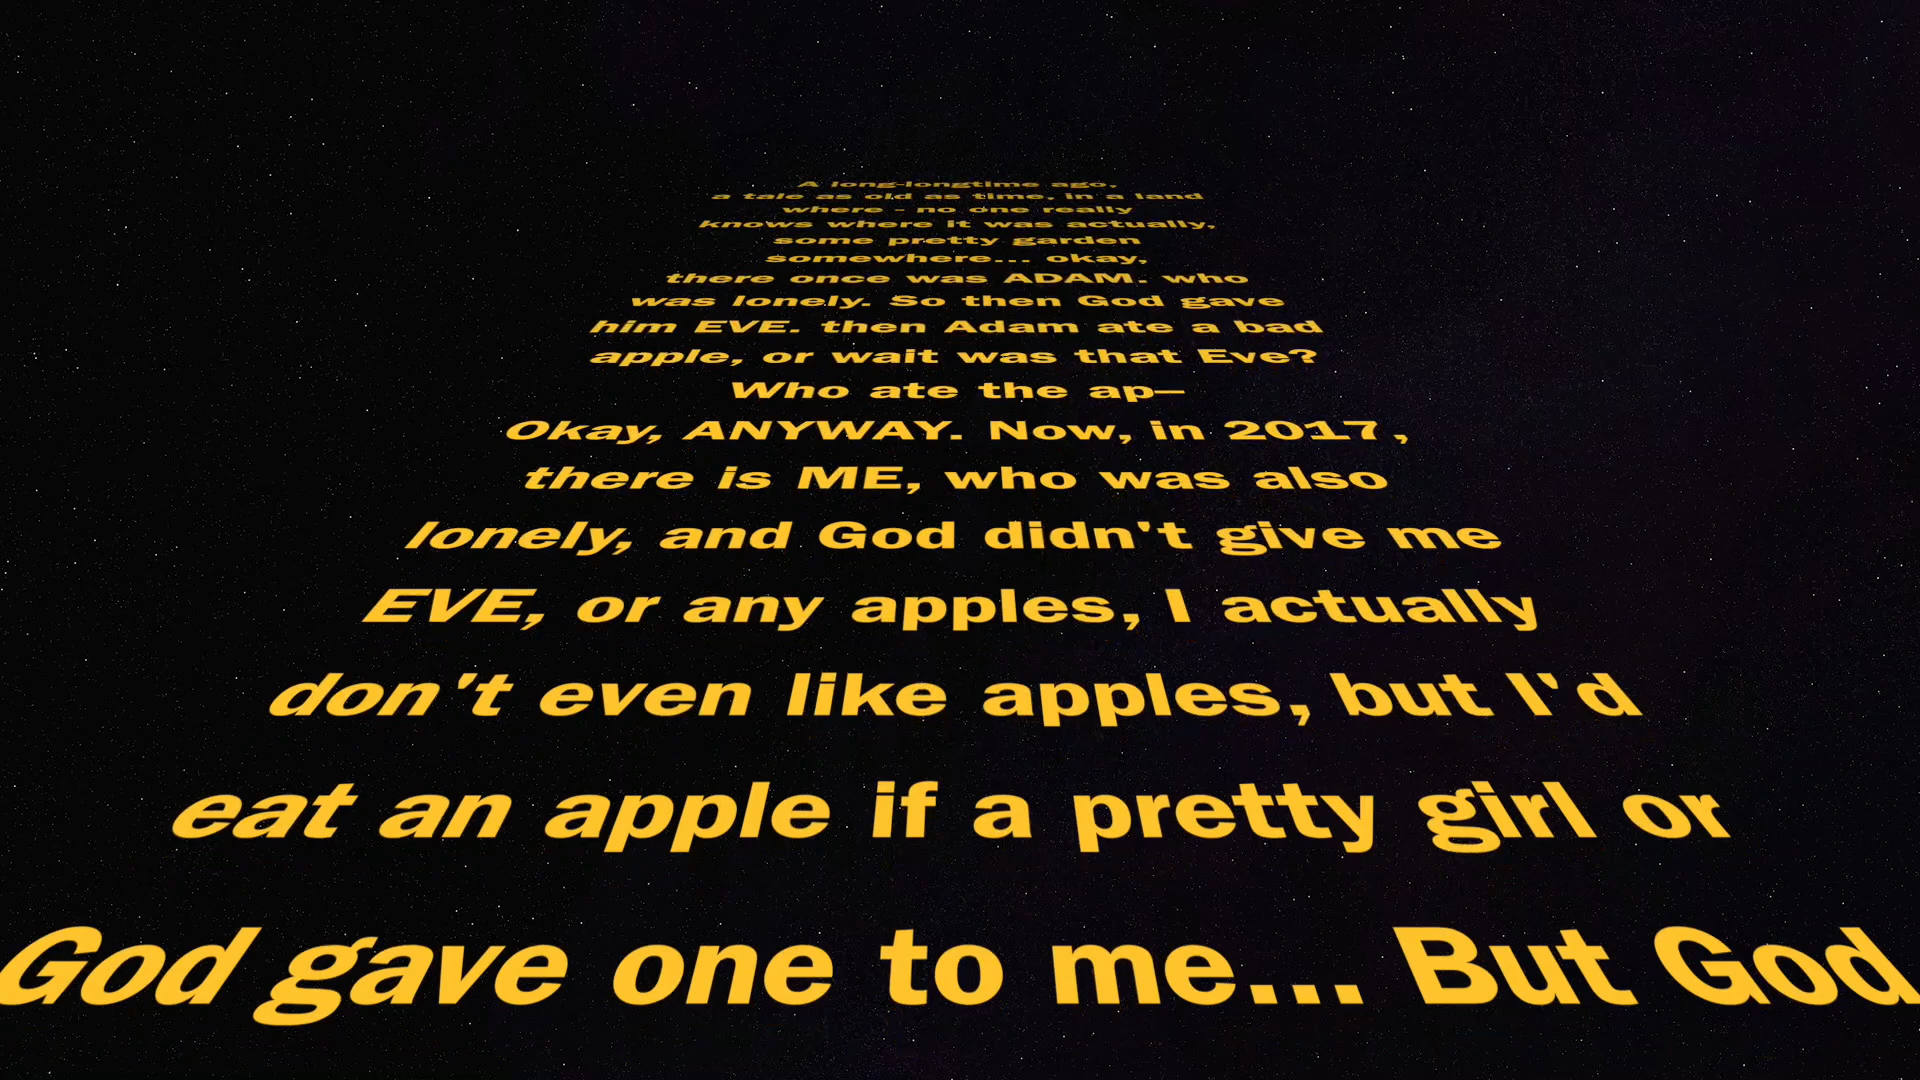 A long-longtime ago,
a tale as old as time, in a land
where - no one really
knows where it was actually,
some pretty garden
somewhere... okay,
there once was ADAM. who
was lonely. So then God gave
him EVE. then Adam ate a bad
apple, or wait was that Eve?
Who ate the ap—
Okay, ANYWAY. Now, in 2017,
there is ME, who was also
lonely, and God didn't give me
EVE, or any apples, I actually
don't even like apples, but I'd
eat an apple if a pretty girl or
God gave one to me... But God